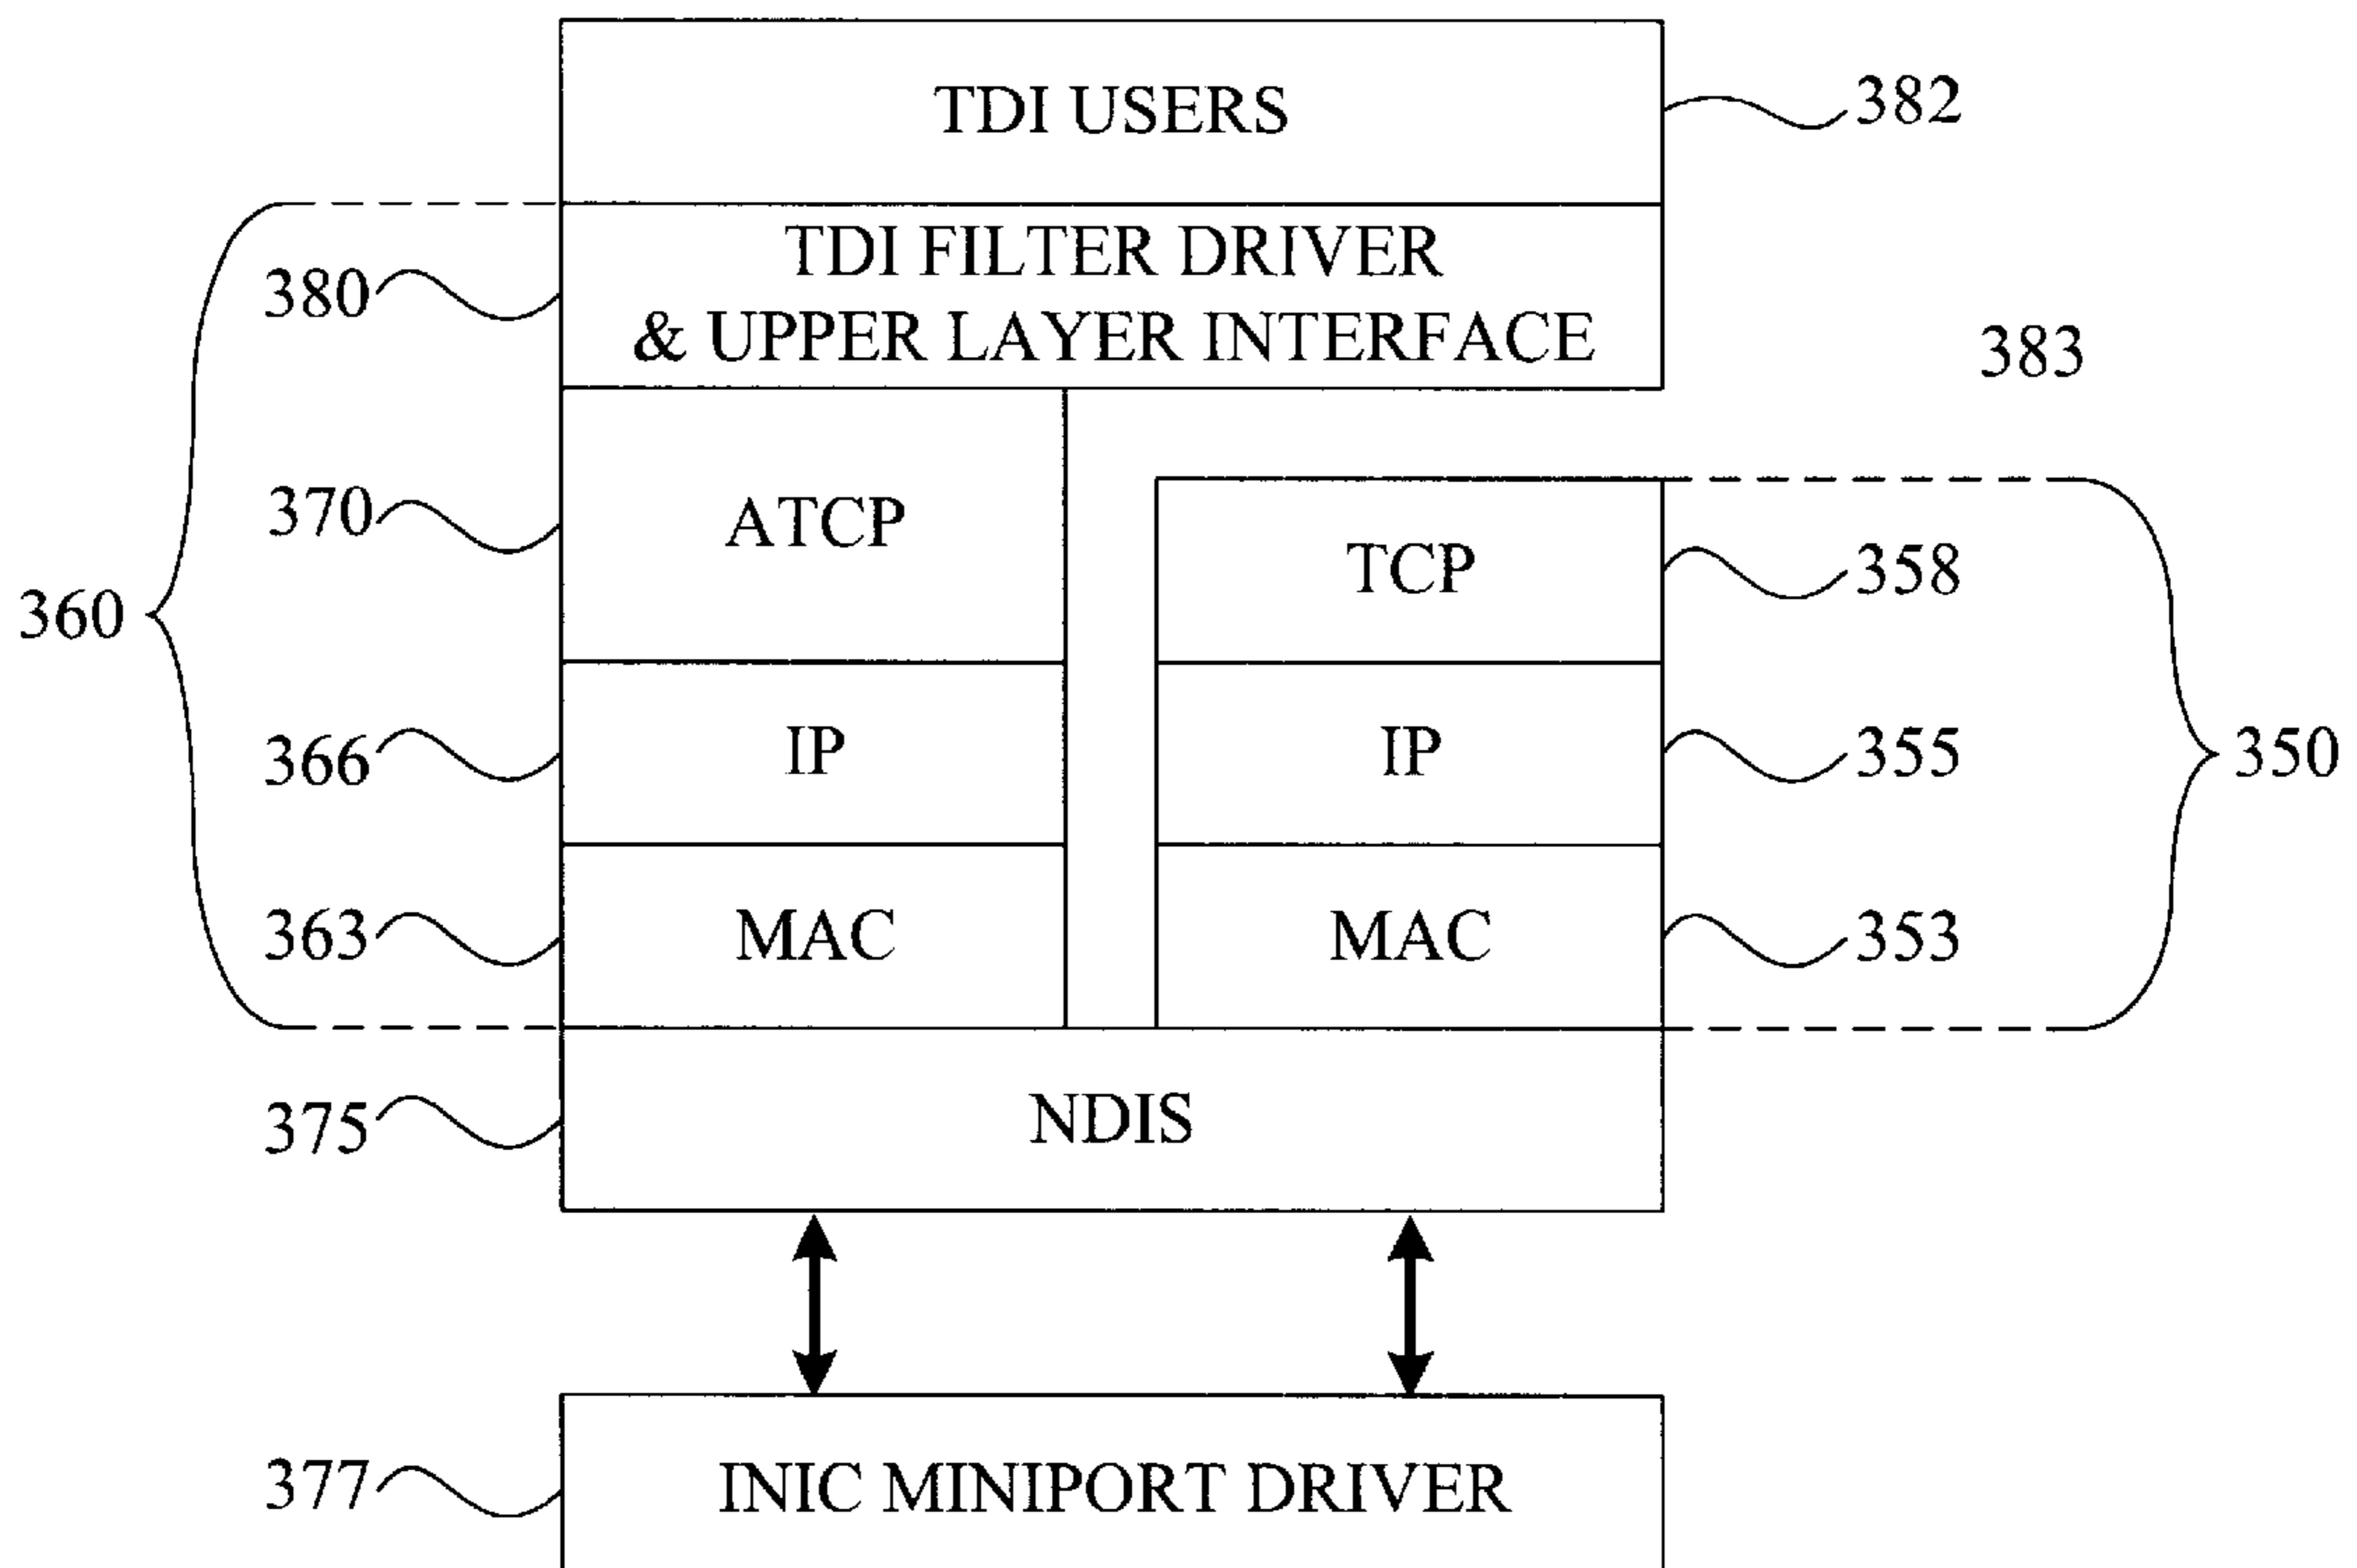 TDI USERS
382
TDI FILTER DRIVER
& UPPER LAYER INTERFACE
380
383
370
ATCP
TCP
358
360
366
IP
IP
355
350
363
MAC
MAC
353
375
NDIS
377
INIC MINIPORT DRIVER